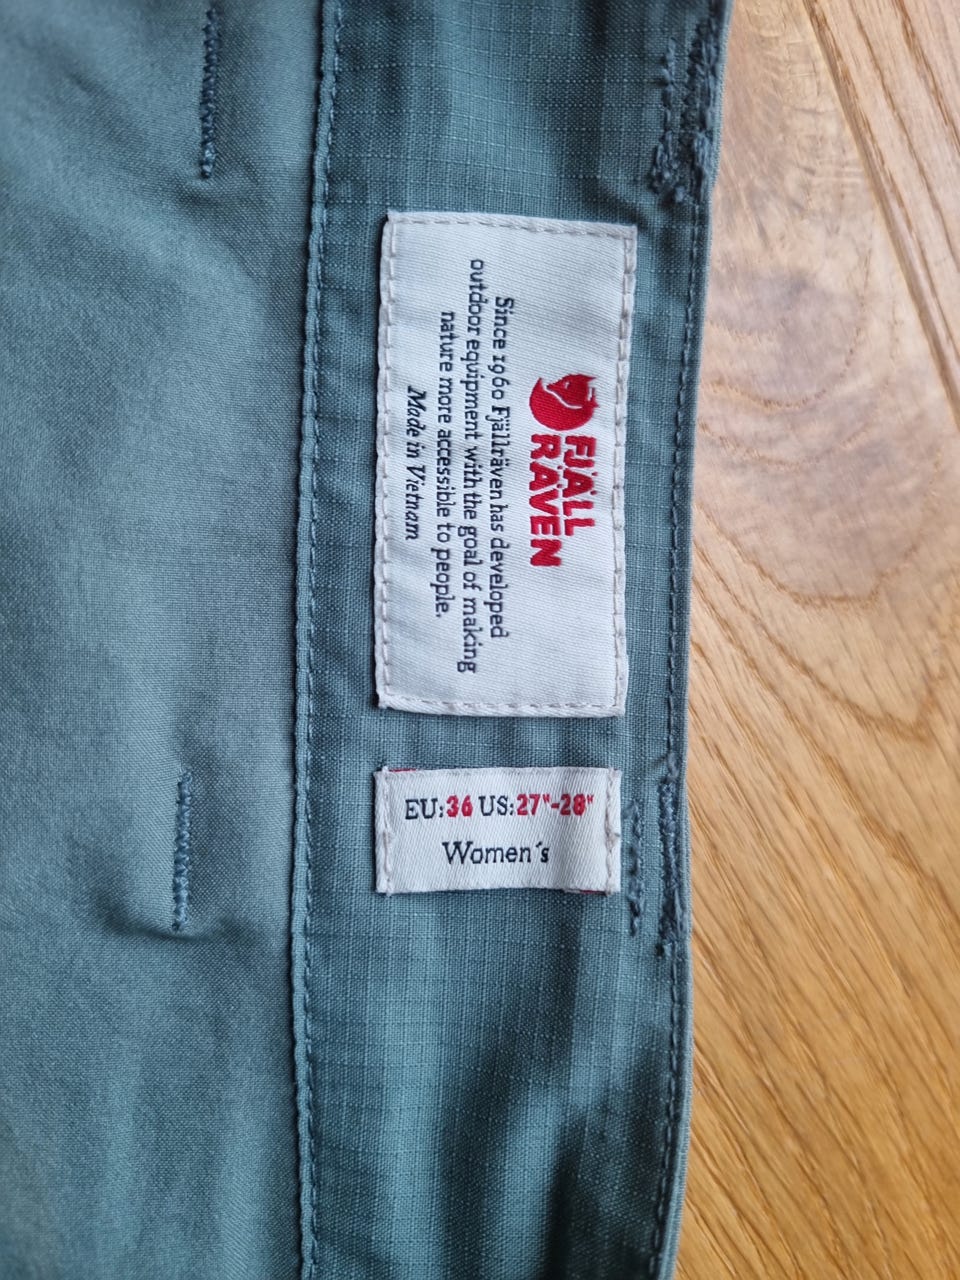 FJÄLL
RÄVEN
Since 1960 Fjällräven has developed
outdoor equipment with the goal of making
nature more accessible to people.
Made in Vietnam
EU:36 US:27"-28"
Women´s